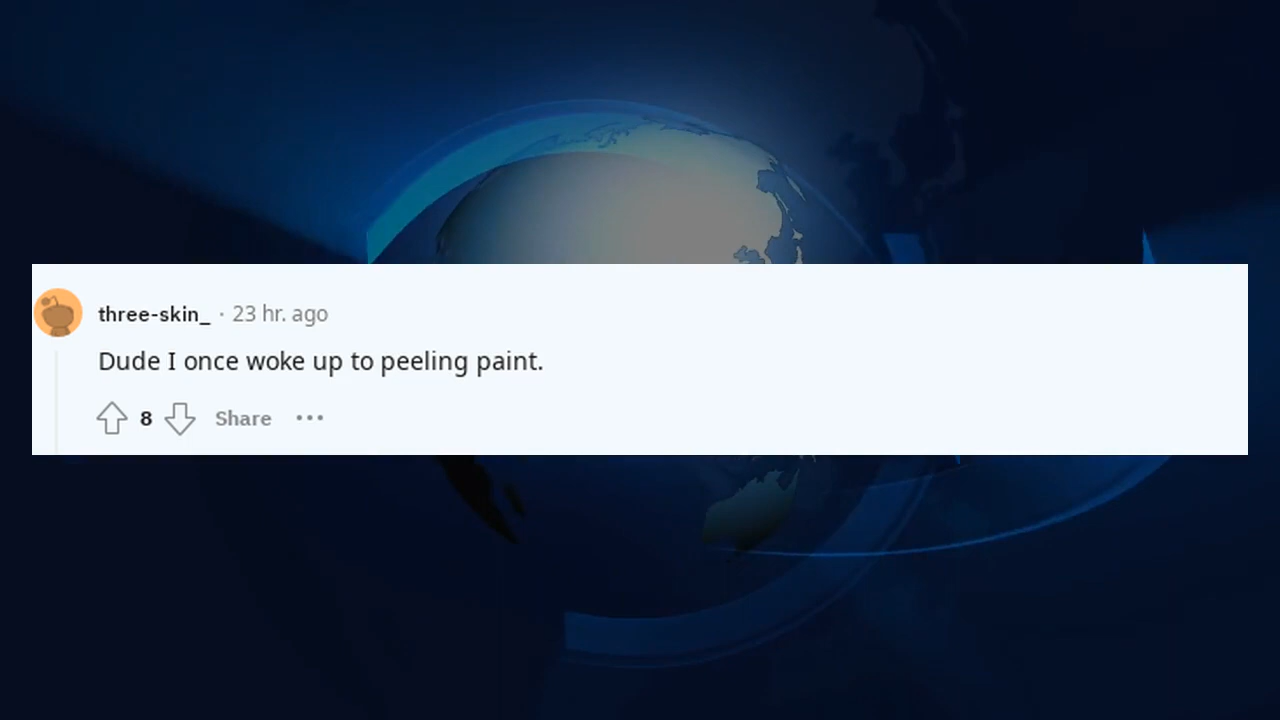 three-skin_ · 23 hr. ago
Dude I once woke up to peeling paint.
8 Share ···